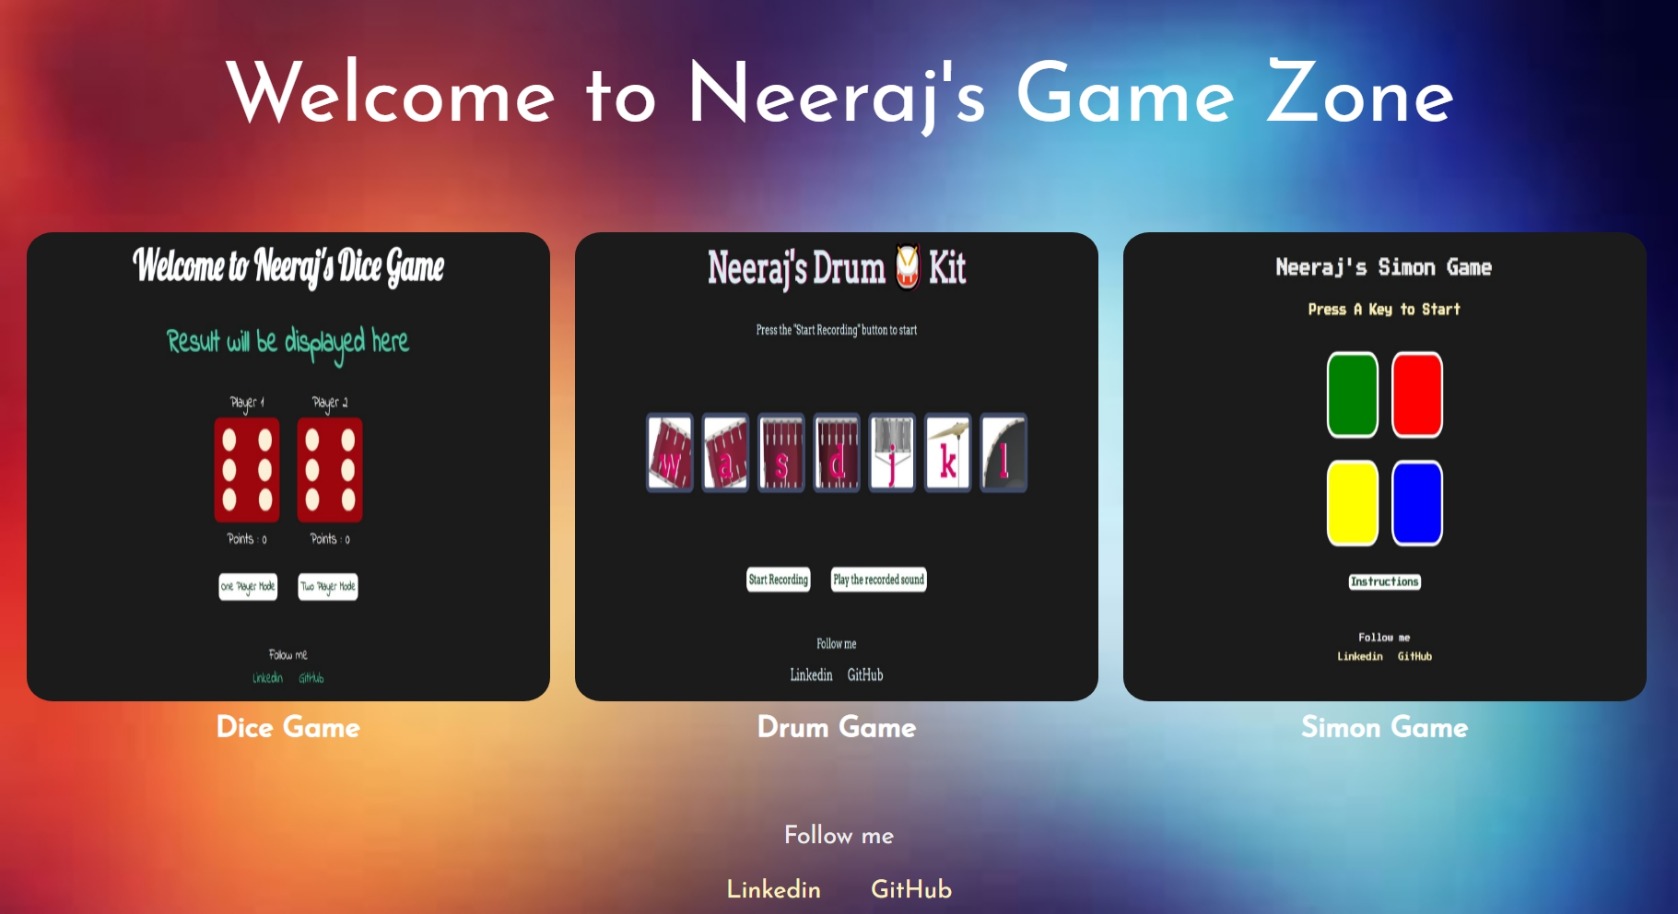 Welcome to Neeraj's Game Zone
Welcome to Neeraj's Dice Game
Result will be displayed here
Player 1 Player 2
Points : 0 Points : 0
One Player Mode Two Player Mode
Follow me
Linkedin GitHub
Dice Game
Neeraj's Drum Kit
Press the "Start Recording" button to start
w a s d j k l
Start Recording Play the recorded sound
Follow me
Linkedin GitHub
Drum Game
Neeraj's Simon Game
Press A Key to Start
Instructions
Follow me
Linkedin GitHub
Simon Game
Follow me
Linkedin GitHub